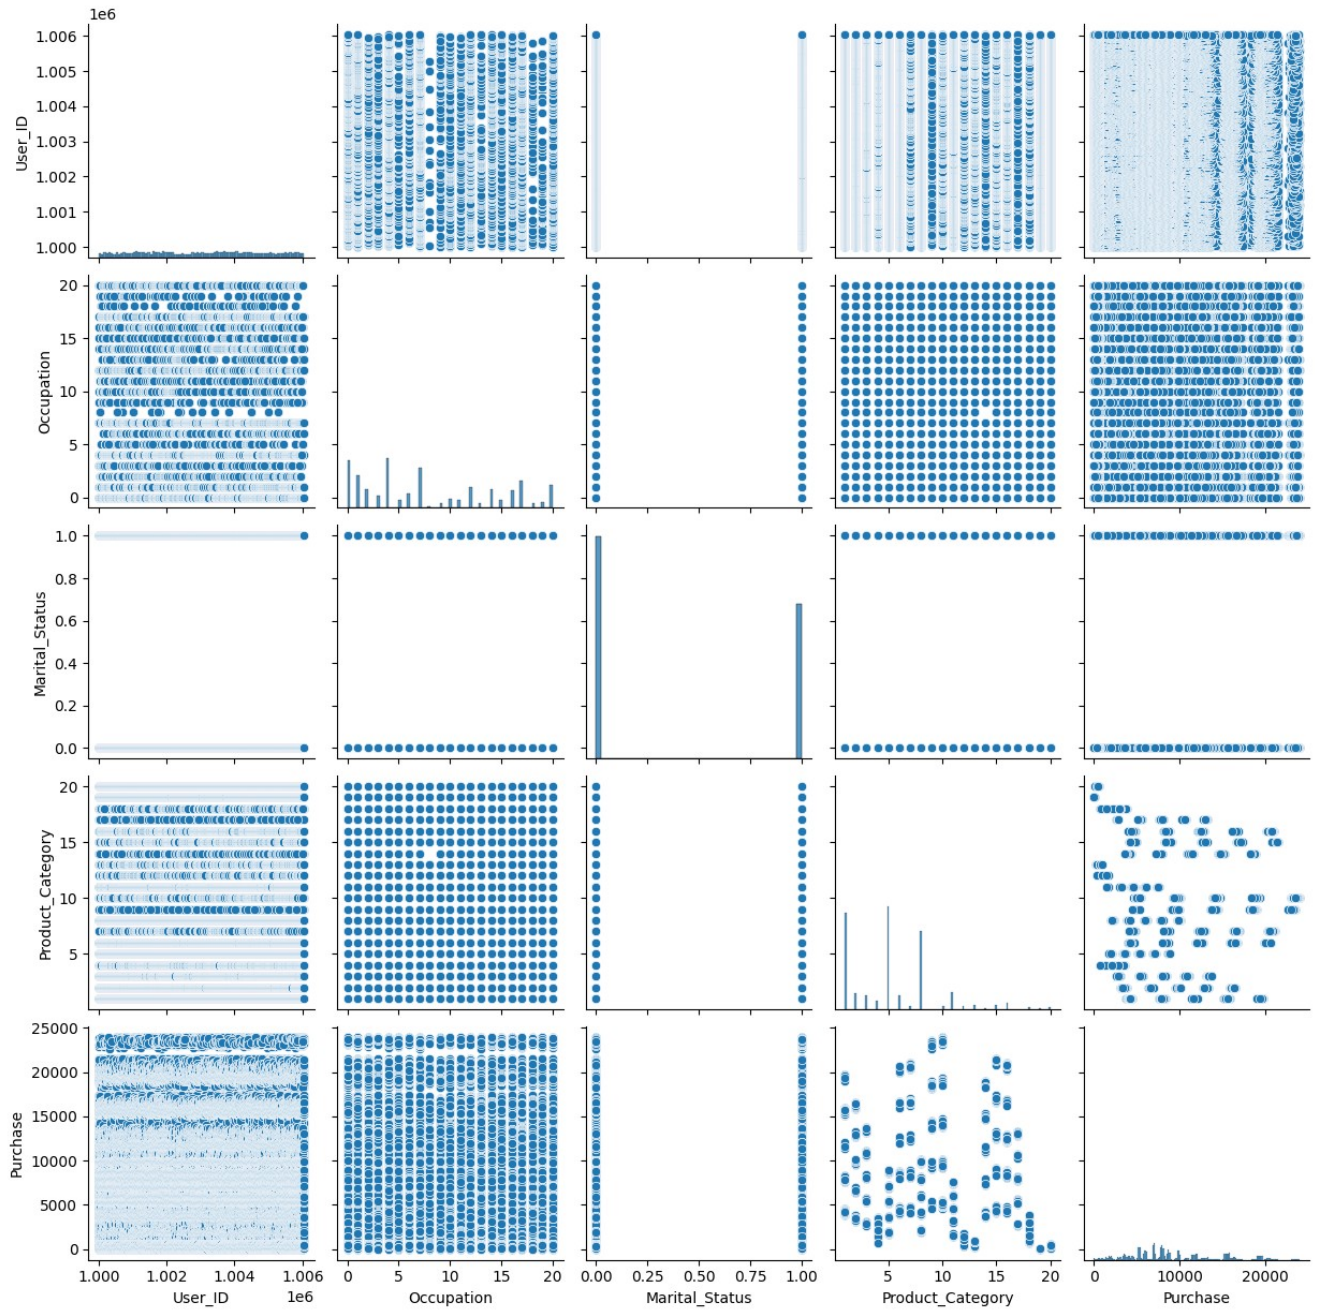 1e6
1.006
1.005
1.004
1.003
1.002
1.001
1.000
User_ID
20
15
10
5
0
Occupation
1.0
0.8
0.6
0.4
0.2
0.0
Marital_Status
20
15
10
5
Product_Category
25000
20000
15000
10000
5000
0
Purchase
1.000 1.002 1.004 1.006
User_ID 1e6
0 5 10 15 20
Occupation
0.00 0.25 0.50 0.75 1.00
Marital_Status
5 10 15 20
Product_Category
0 10000 20000
Purchase